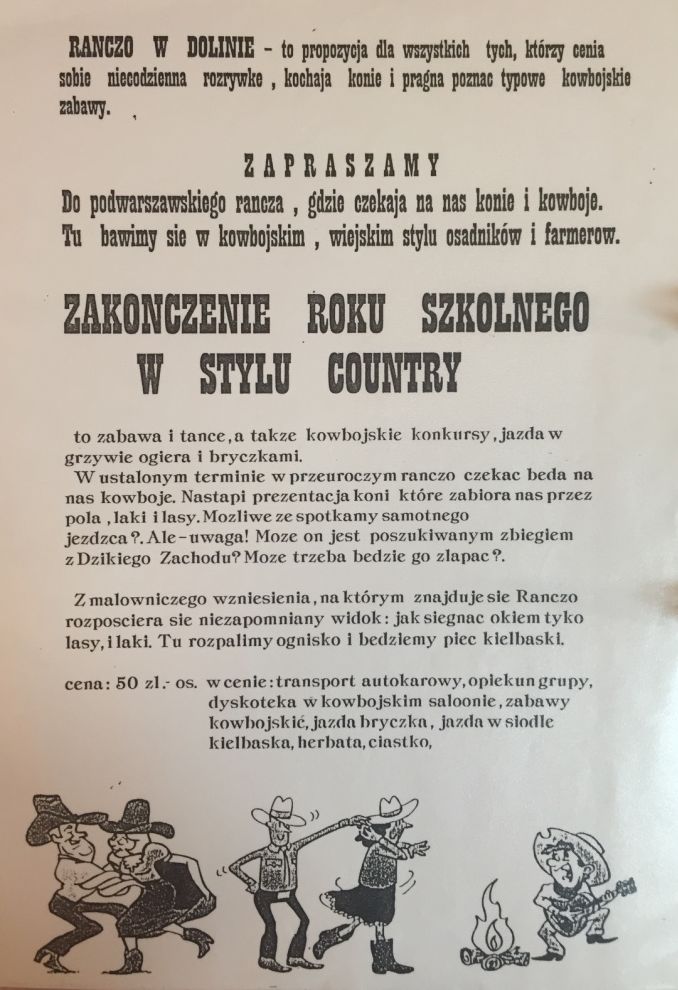 RANCZO W DOLINIE - to propozycja dla wszystkich tych, którzy cenia
sobie niecodzienna rozrywke , kochaja konie i pragna poznac typowe kowbojskie
zabawy.
ZAPRASZAMY
Do podwarszawskiego rancza , gdzie czekaja na nas konie i kowboje.
Tu bawimy sie w kowbojskim , wiejskim stylu osadników i farmerow.
ZAKONCZENIE ROKU SZKOLNEGO
W STYLU COUNTRY
to zabawa i tance, a takze kowbojskie konkursy, jazda w
grzywie ogiera i bryczkami.
W ustalonym terminie w przeuroczym ranczo czekac beda na
nas kowboje. Nastapi prezentacja koni które zabiora nas przez
pola , laki i lasy. Mozliwe ze spotkamy samotnego
jezdzca?. Ale-uwaga! Moze on jest poszukiwanym zbiegiem
z Dzikiego Zachodu? Moze trzeba bedzie go zlapac?.
Z malowniczego wzniesienia, na którym znajduje sie Ranczo
rozposciera sie niezapomniany widok: jak siegnac okiem tyko
lasy, i laki. Tu rozpalimy ognisko i bedziemy piec kielbaski.
cena: 50 zl.- os. w cenie: transport autokarowy, opiekun grupy,
dyskoteka w kowbojskim saloonie, zabawy
kowbojskić, jazda bryczka, jazda w siodle
kielbaska, herbata, ciastko,